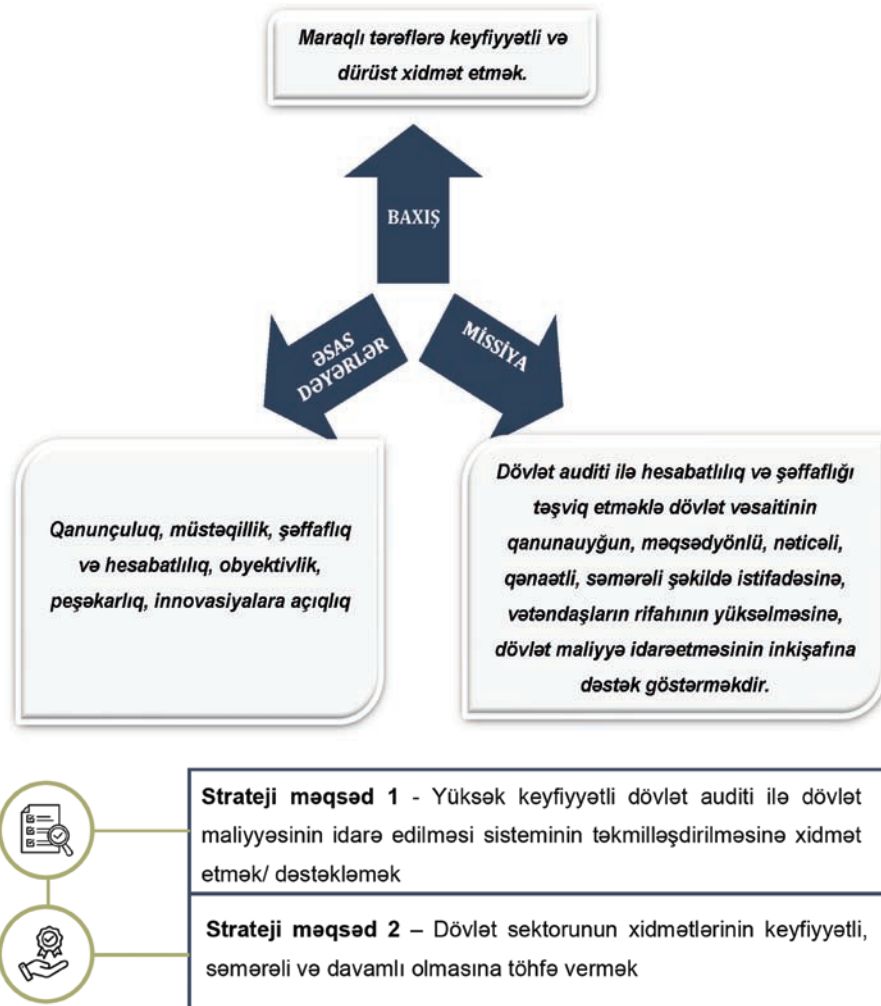 Maraqlı tərəflərə keyfiyyətli və
dürüst xidmət etmək.
BAXIŞ
ƏSAS
DƏYƏRLƏR
MİSSİYA
Qanunçuluq, müstəqillik, şəffaflıq
və hesabatlılıq, obyektivlik,
peşəkarlıq, innovasiyalara açıqlıq
Dövlət auditi ilə hesabatlılıq və şəffaflığı
təşviq etməklə dövlət vəsaitinin
qanunauyğun, məqsədyönlü, nəticəli,
qənaətli, səmərəli şəkildə istifadəsinə,
vətəndaşların rifahının yüksəlməsinə,
dövlət maliyyə idarəetməsinin inkişafına
dəstək göstərməkdir.
Strateji məqsəd 1 - Yüksək keyfiyyətli dövlət auditi ilə dövlət
maliyyəsinin idarə edilməsi sisteminin təkmilləşdirilməsinə xidmət
etmək/ dəstəkləmək
Strateji məqsəd 2 – Dövlət sektorunun xidmətlərinin keyfiyyətli,
səmərəli və davamlı olmasına töhfə vermək